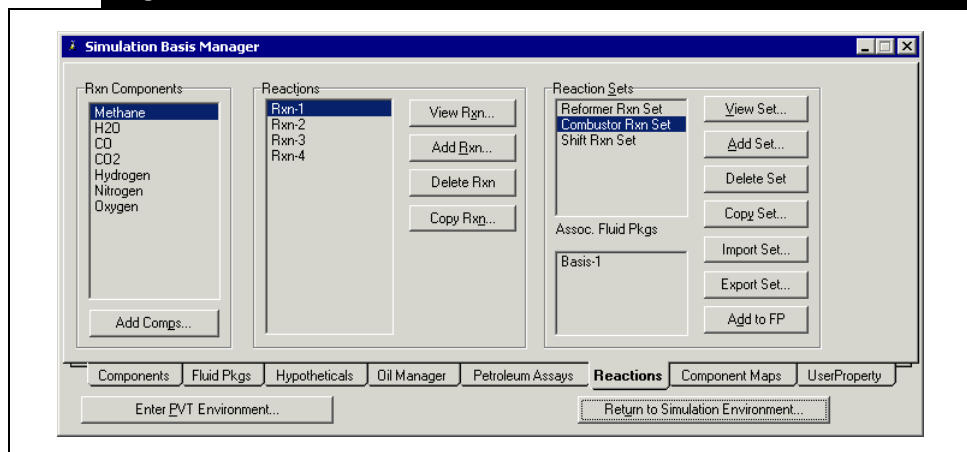 Simulation Basis Manager
Rxn Components
Methane
H2O
CO
CO2
Hydrogen
Nitrogen
Oxygen
Add Comps...
Reactions
Rxn-1
Rxn-2
Rxn-3
Rxn-4
View Rxn...
Add Rxn...
Delete Rxn
Copy Rxn...
Reaction Sets
Reformer Rxn Set
Combustor Rxn Set
Shift Rxn Set
Assoc. Fluid Pkgs
Basis-1
View Set...
Add Set...
Delete Set
Copy Set...
Import Set...
Export Set...
Add to FP
Components Fluid Pkgs Hypotheticals Oil Manager Petroleum Assays Reactions Component Maps UserProperty
Enter PVT Environment... Return to Simulation Environment...